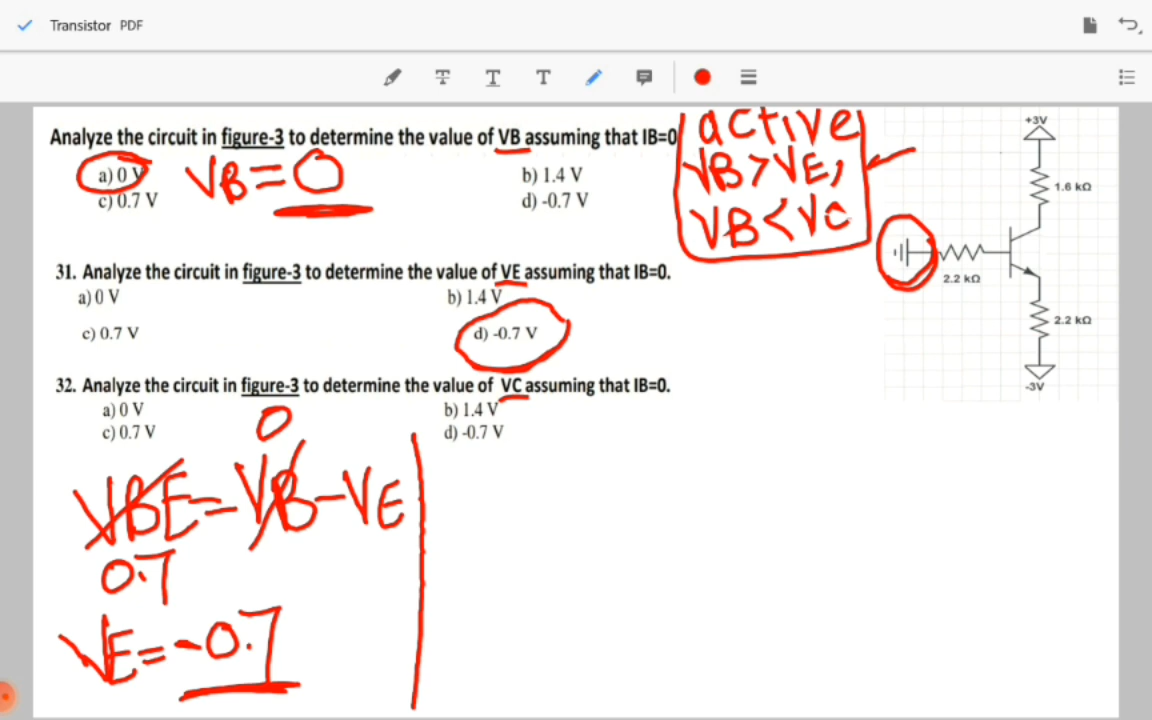 Transistor PDF
Analyze the circuit in figure-3 to determine the value of VB assuming that IB=0
a) 0 V
b) 1.4 V
c) 0.7 V
d) -0.7 V
VB=0
active
VB>VE,
VB<VC
+3V
1.6 kΩ
2.2 kΩ
2.2 kΩ
-3V
31. Analyze the circuit in figure-3 to determine the value of VE assuming that IB=0.
a) 0 V
b) 1.4 V
c) 0.7 V
d) -0.7 V
32. Analyze the circuit in figure-3 to determine the value of VC assuming that IB=0.
a) 0 V
b) 1.4 V
c) 0.7 V
d) -0.7 V
0
VBE=VB-VE
0.7
VE=-0.7